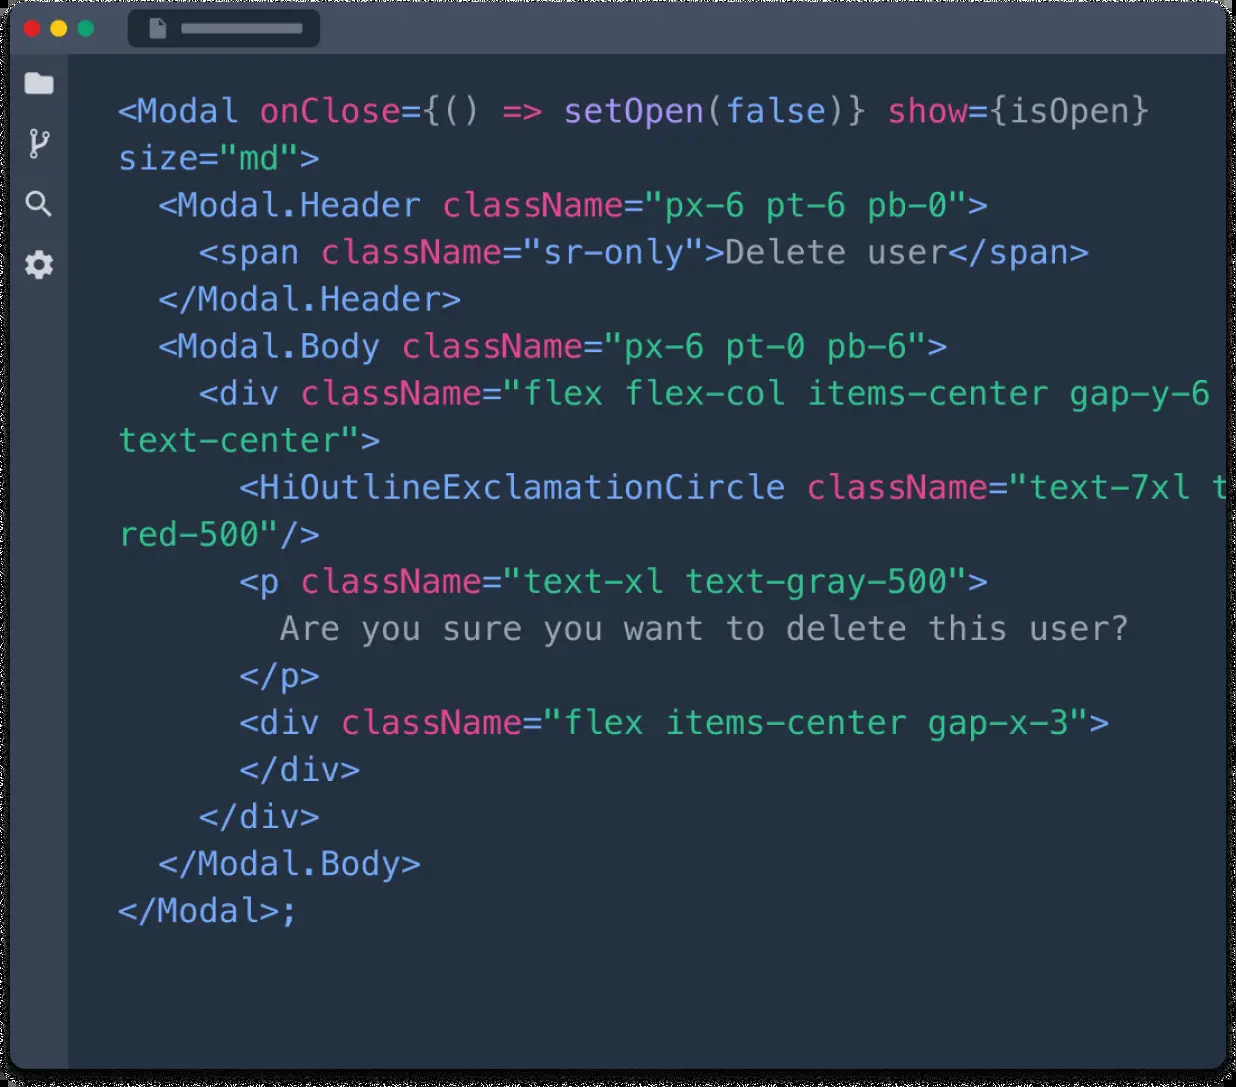 <Modal onClose={() => setOpen(false)} show={isOpen}
size="md">
<Modal.Header className="px-6 pt-6 pb-0">
<span className="sr-only">Delete user</span>
</Modal.Header>
<Modal.Body className="px-6 pt-0 pb-6">
<div className="flex flex-col items-center gap-y-6
text-center">
<HiOutlineExclamationCircle className="text-7xl
red-500"/>
<p className="text-xl text-gray-500">
Are you sure you want to delete this user?
</p>
<div className="flex items-center gap-x-3">
</div>
</div>
</Modal.Body>
</Modal>;